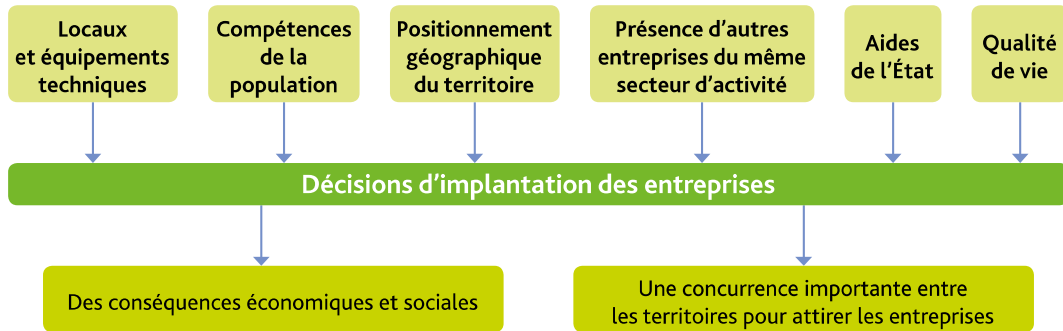 Locaux
et équipements
techniques
Compétences
de la
population
Positionnement
géographique
du territoire
Présence d’autres
entreprises du même
secteur d’activité
Aides
de l’État
Qualité
de vie
Décisions d’implantation des entreprises
Des conséquences économiques et sociales
Une concurrence importante entre
les territoires pour attirer les entreprises